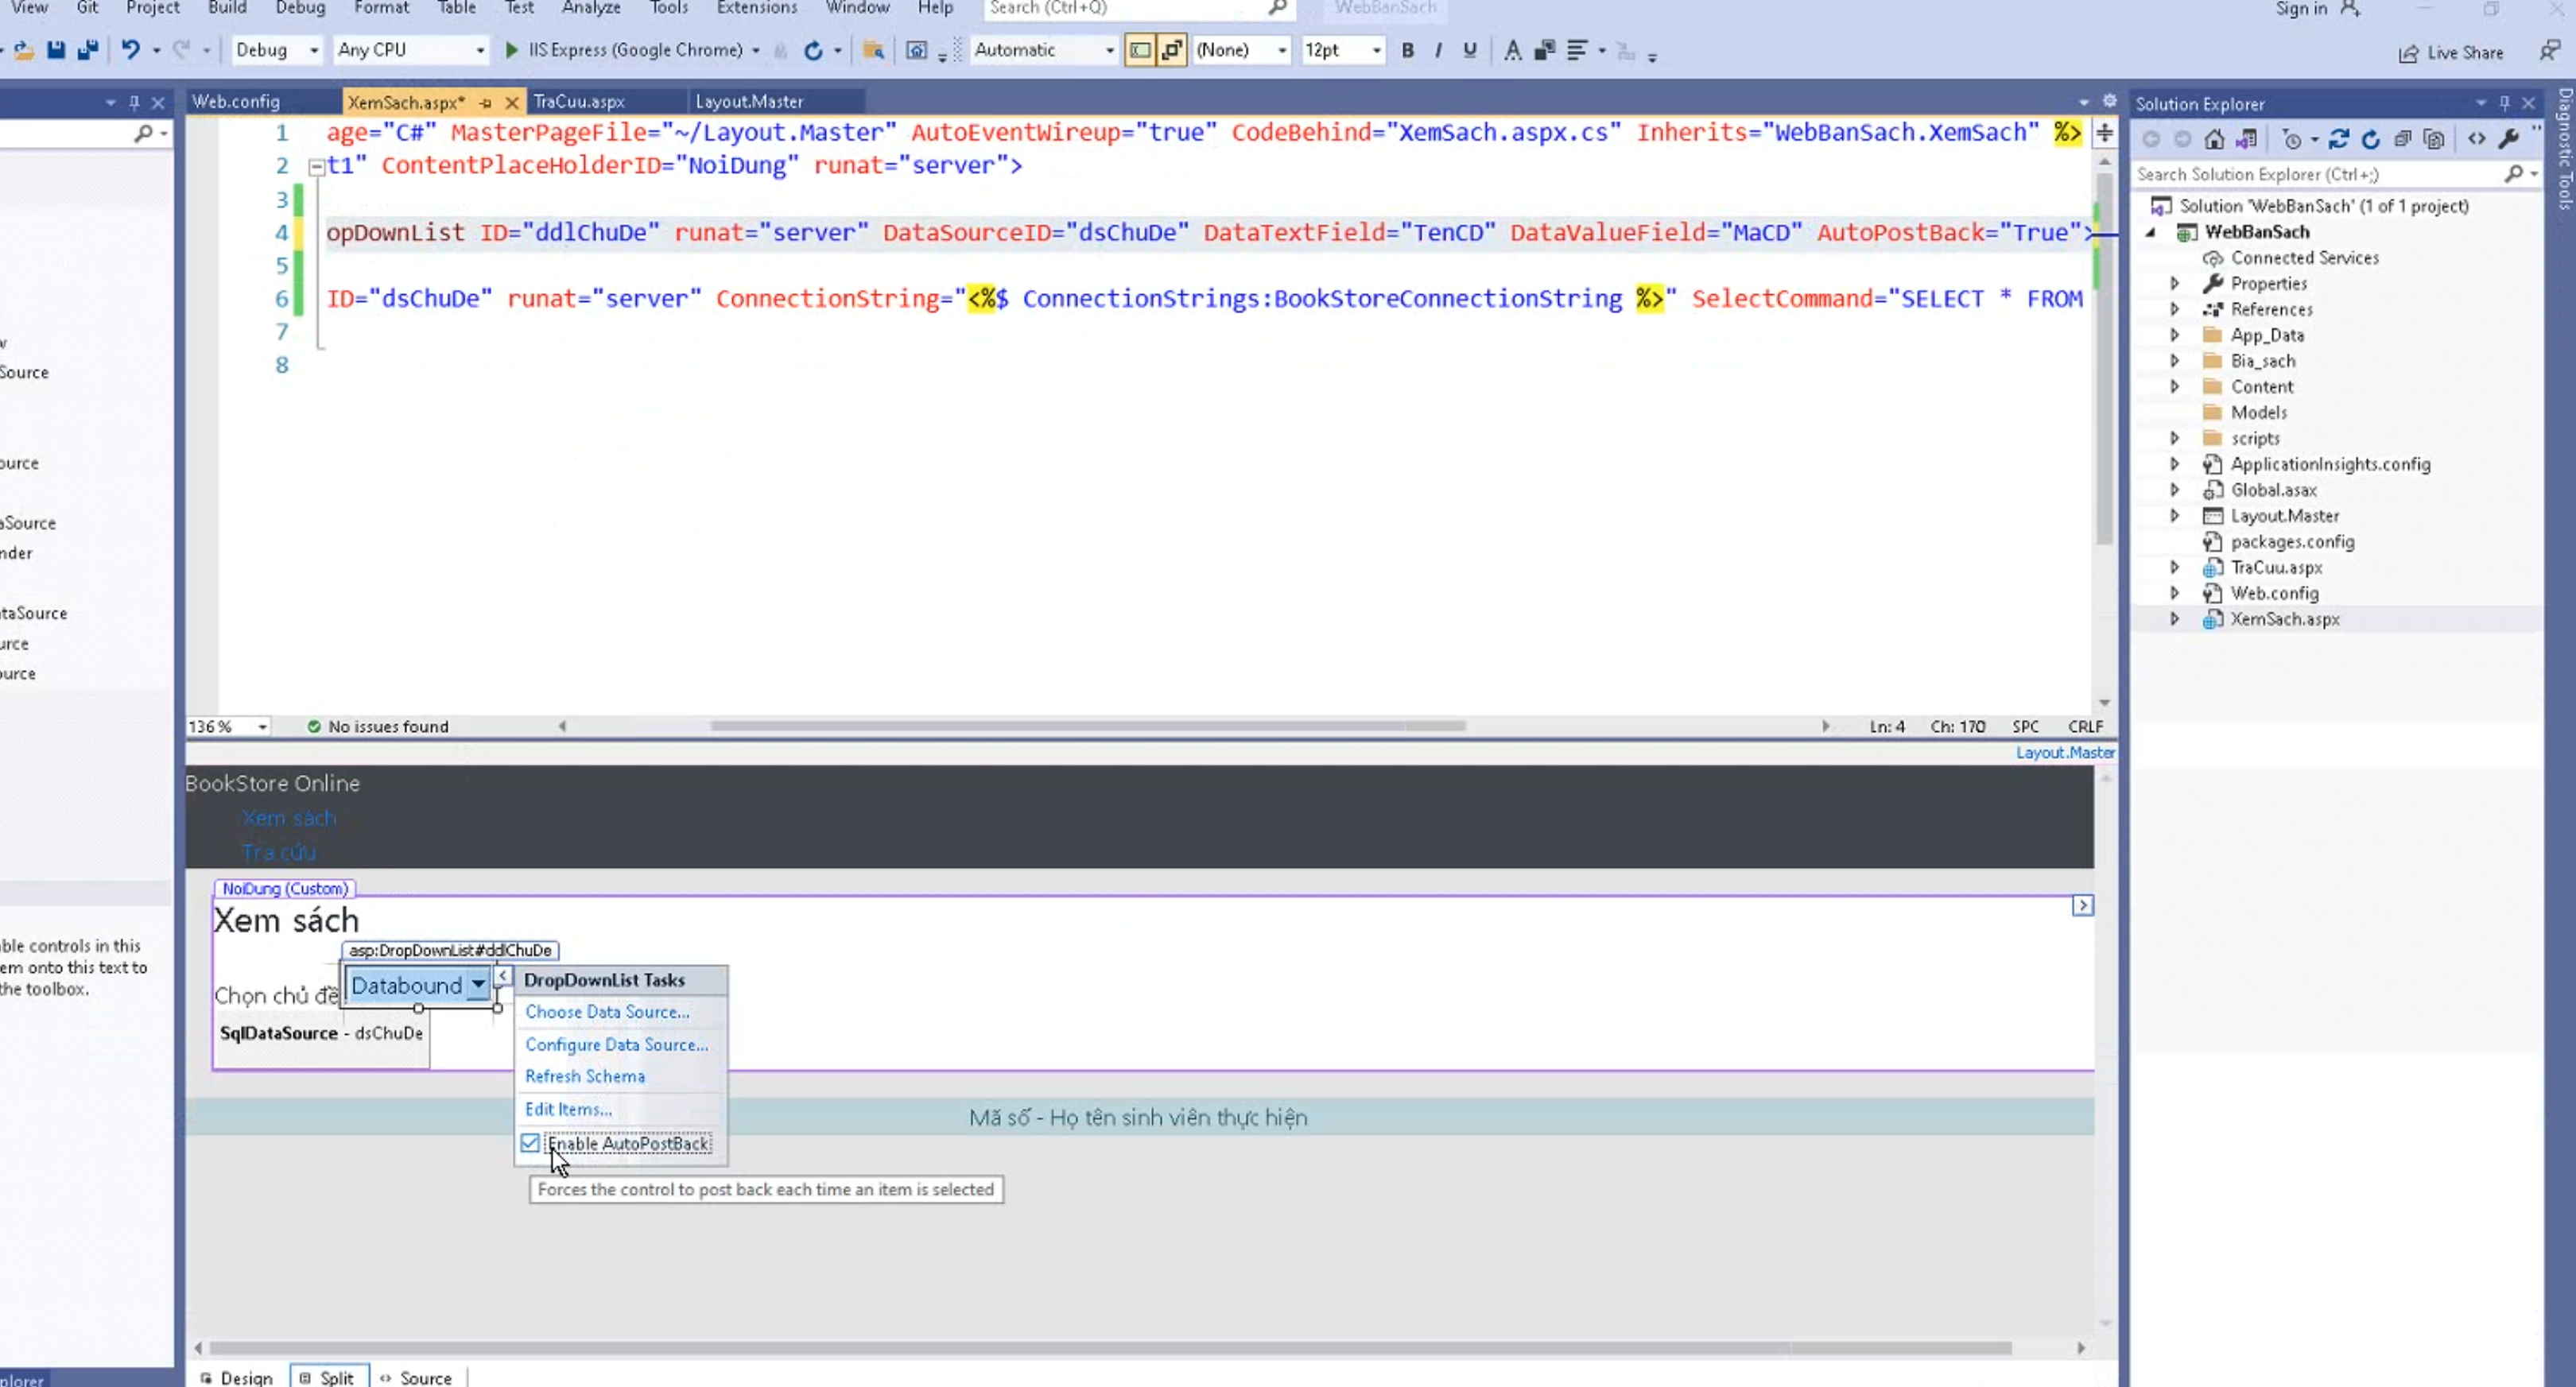 View Git Project Build Debug Format Table Test Analyze Tools Extensions Window Help Search (Ctrl+Q) WebBanSach Sign in
Debug Any CPU IIS Express (Google Chrome) Automatic (None) 12pt B I U A Live Share
Web.config XemSach.aspx* TraCuu.aspx Layout.Master
1 age="C#" MasterPageFile="~/Layout.Master" AutoEventWireup="true" CodeBehind="XemSach.aspx.cs" Inherits="WebBanSach.XemSach" %>
2 t1" ContentPlaceHolderID="NoiDung" runat="server">
3
4 opDownList ID="ddlChuDe" runat="server" DataSourceID="dsChuDe" DataTextField="TenCD" DataValueField="MaCD" AutoPostBack="True">
5
6 ID="dsChuDe" runat="server" ConnectionString="<%$ ConnectionStrings:BookStoreConnectionString %>" SelectCommand="SELECT * FROM
7
8
136 % No issues found Ln: 4 Ch: 170 SPC CRLF
Layout.Master
BookStore Online
Xem sách
Tra cứu
NoiDung (Custom)
Xem sách
asp:DropDownList#ddlChuDe
Chọn chủ đề Databound
SqlDataSource - dsChuDe
DropDownList Tasks
Choose Data Source...
Configure Data Source...
Refresh Schema
Edit Items...
Enable AutoPostBack
Forces the control to post back each time an item is selected
Mã số - Họ tên sinh viên thực hiện
Design Split Source
Source
ource
aSource
nder
taSource
urce
ource
ble controls in this
em onto this text to
the toolbox.
plorer
Solution Explorer
Search Solution Explorer (Ctrl+;)
Solution 'WebBanSach' (1 of 1 project)
WebBanSach
Connected Services
Properties
References
App_Data
Bia_sach
Content
Models
scripts
ApplicationInsights.config
Global.asax
Layout.Master
packages.config
TraCuu.aspx
Web.config
XemSach.aspx
Diagnostic Tools